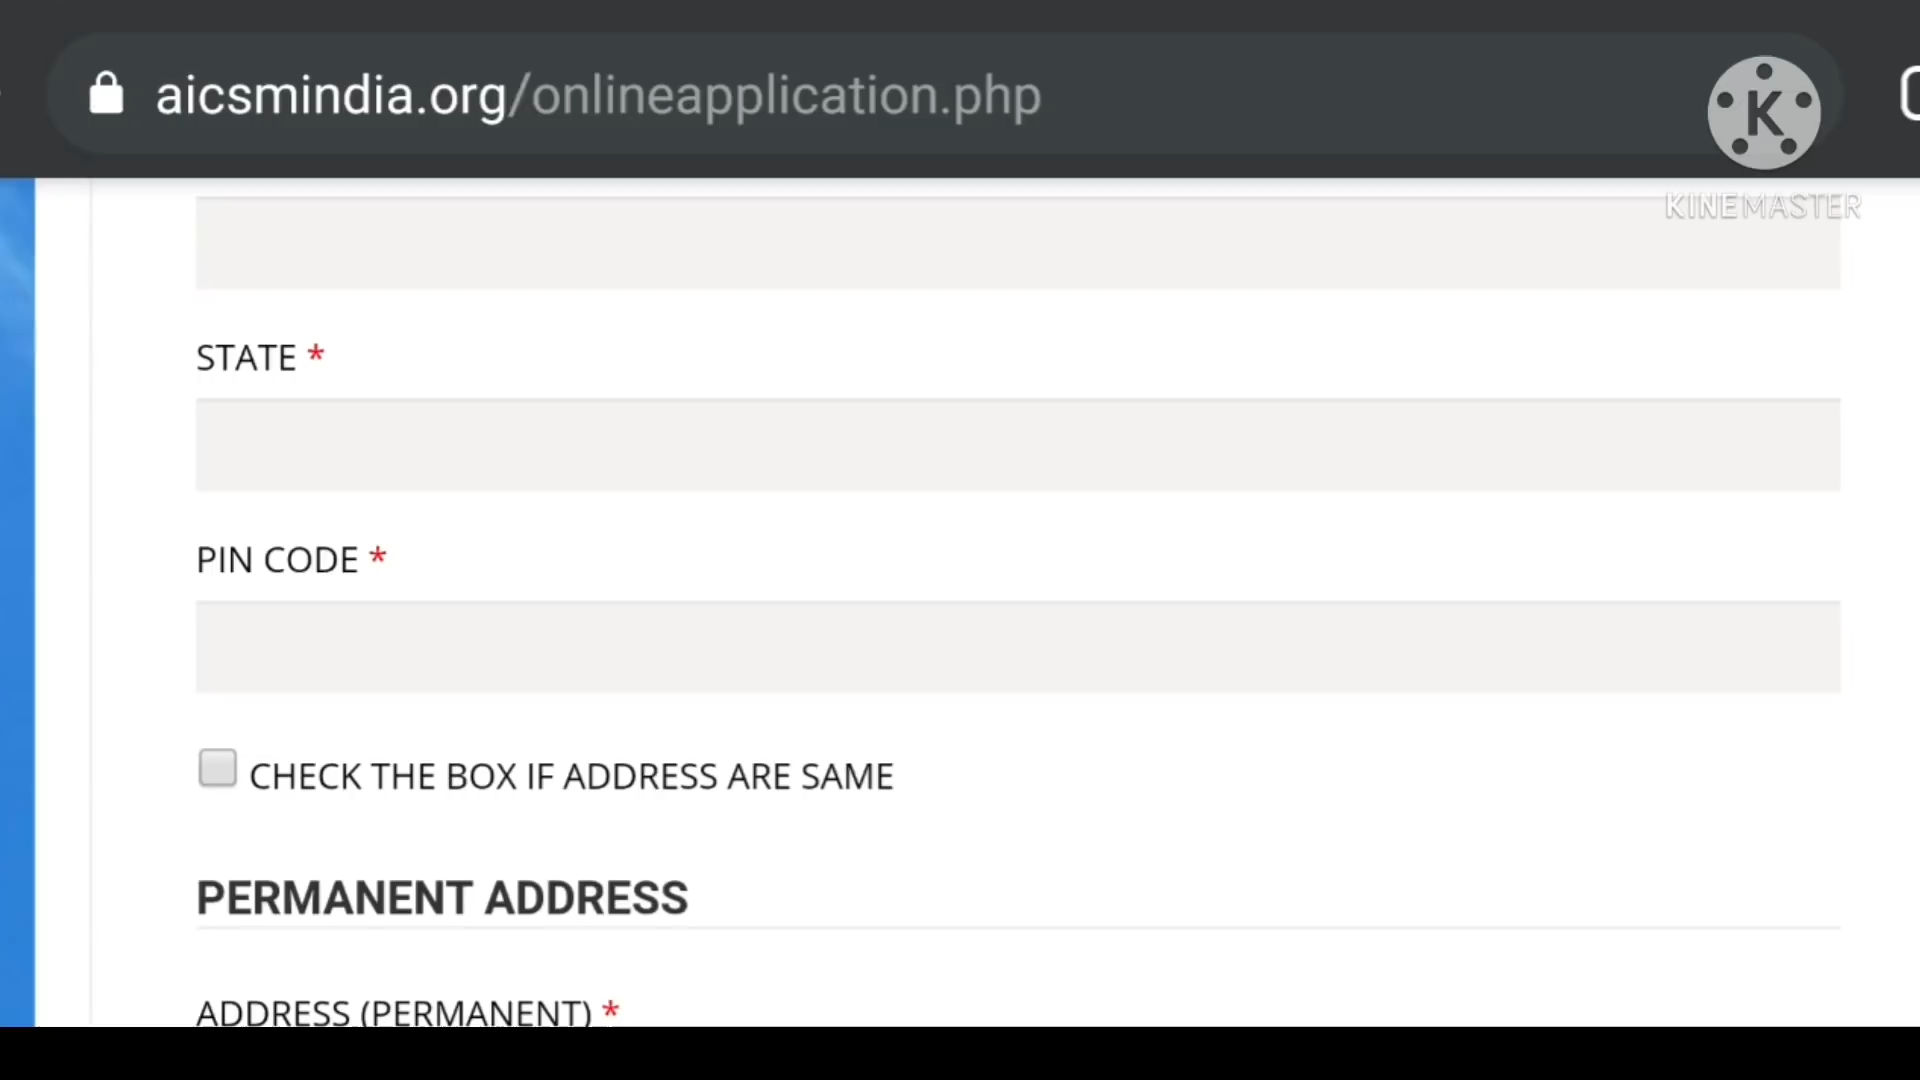 aicsmindia.org/onlineapplication.php
K
KINEMASTER
STATE *
PIN CODE *
CHECK THE BOX IF ADDRESS ARE SAME
PERMANENT ADDRESS
ADDRESS (PERMANENT) *